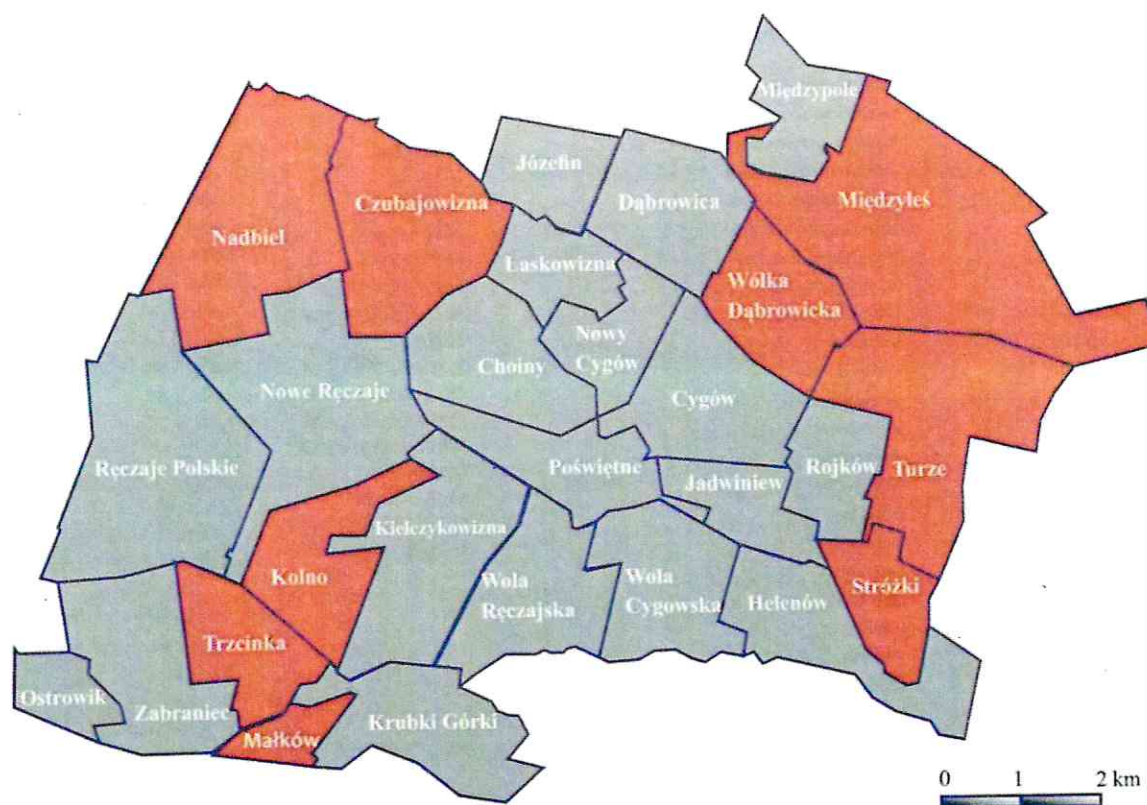 Międzypole
Józefin
Dąbrowica
Czubajowizna
Międzyleś
Nadbiel
Łaskowizna
Wólka
Dąbrowicka
Nowy
Cygów
Choiny
Nowe Ręczaje
Cygów
Ręczaje Polskie
Poświętne
Rojków
Turze
Jadwiniew
Kielczykowizna
Kolno
Wola
Ręczajska
Wola
Cygowska
Helenów
Stróżki
Trzcinka
Ostrowik
Zabraniec
Krubki Górki
Małków
0 1 2 km